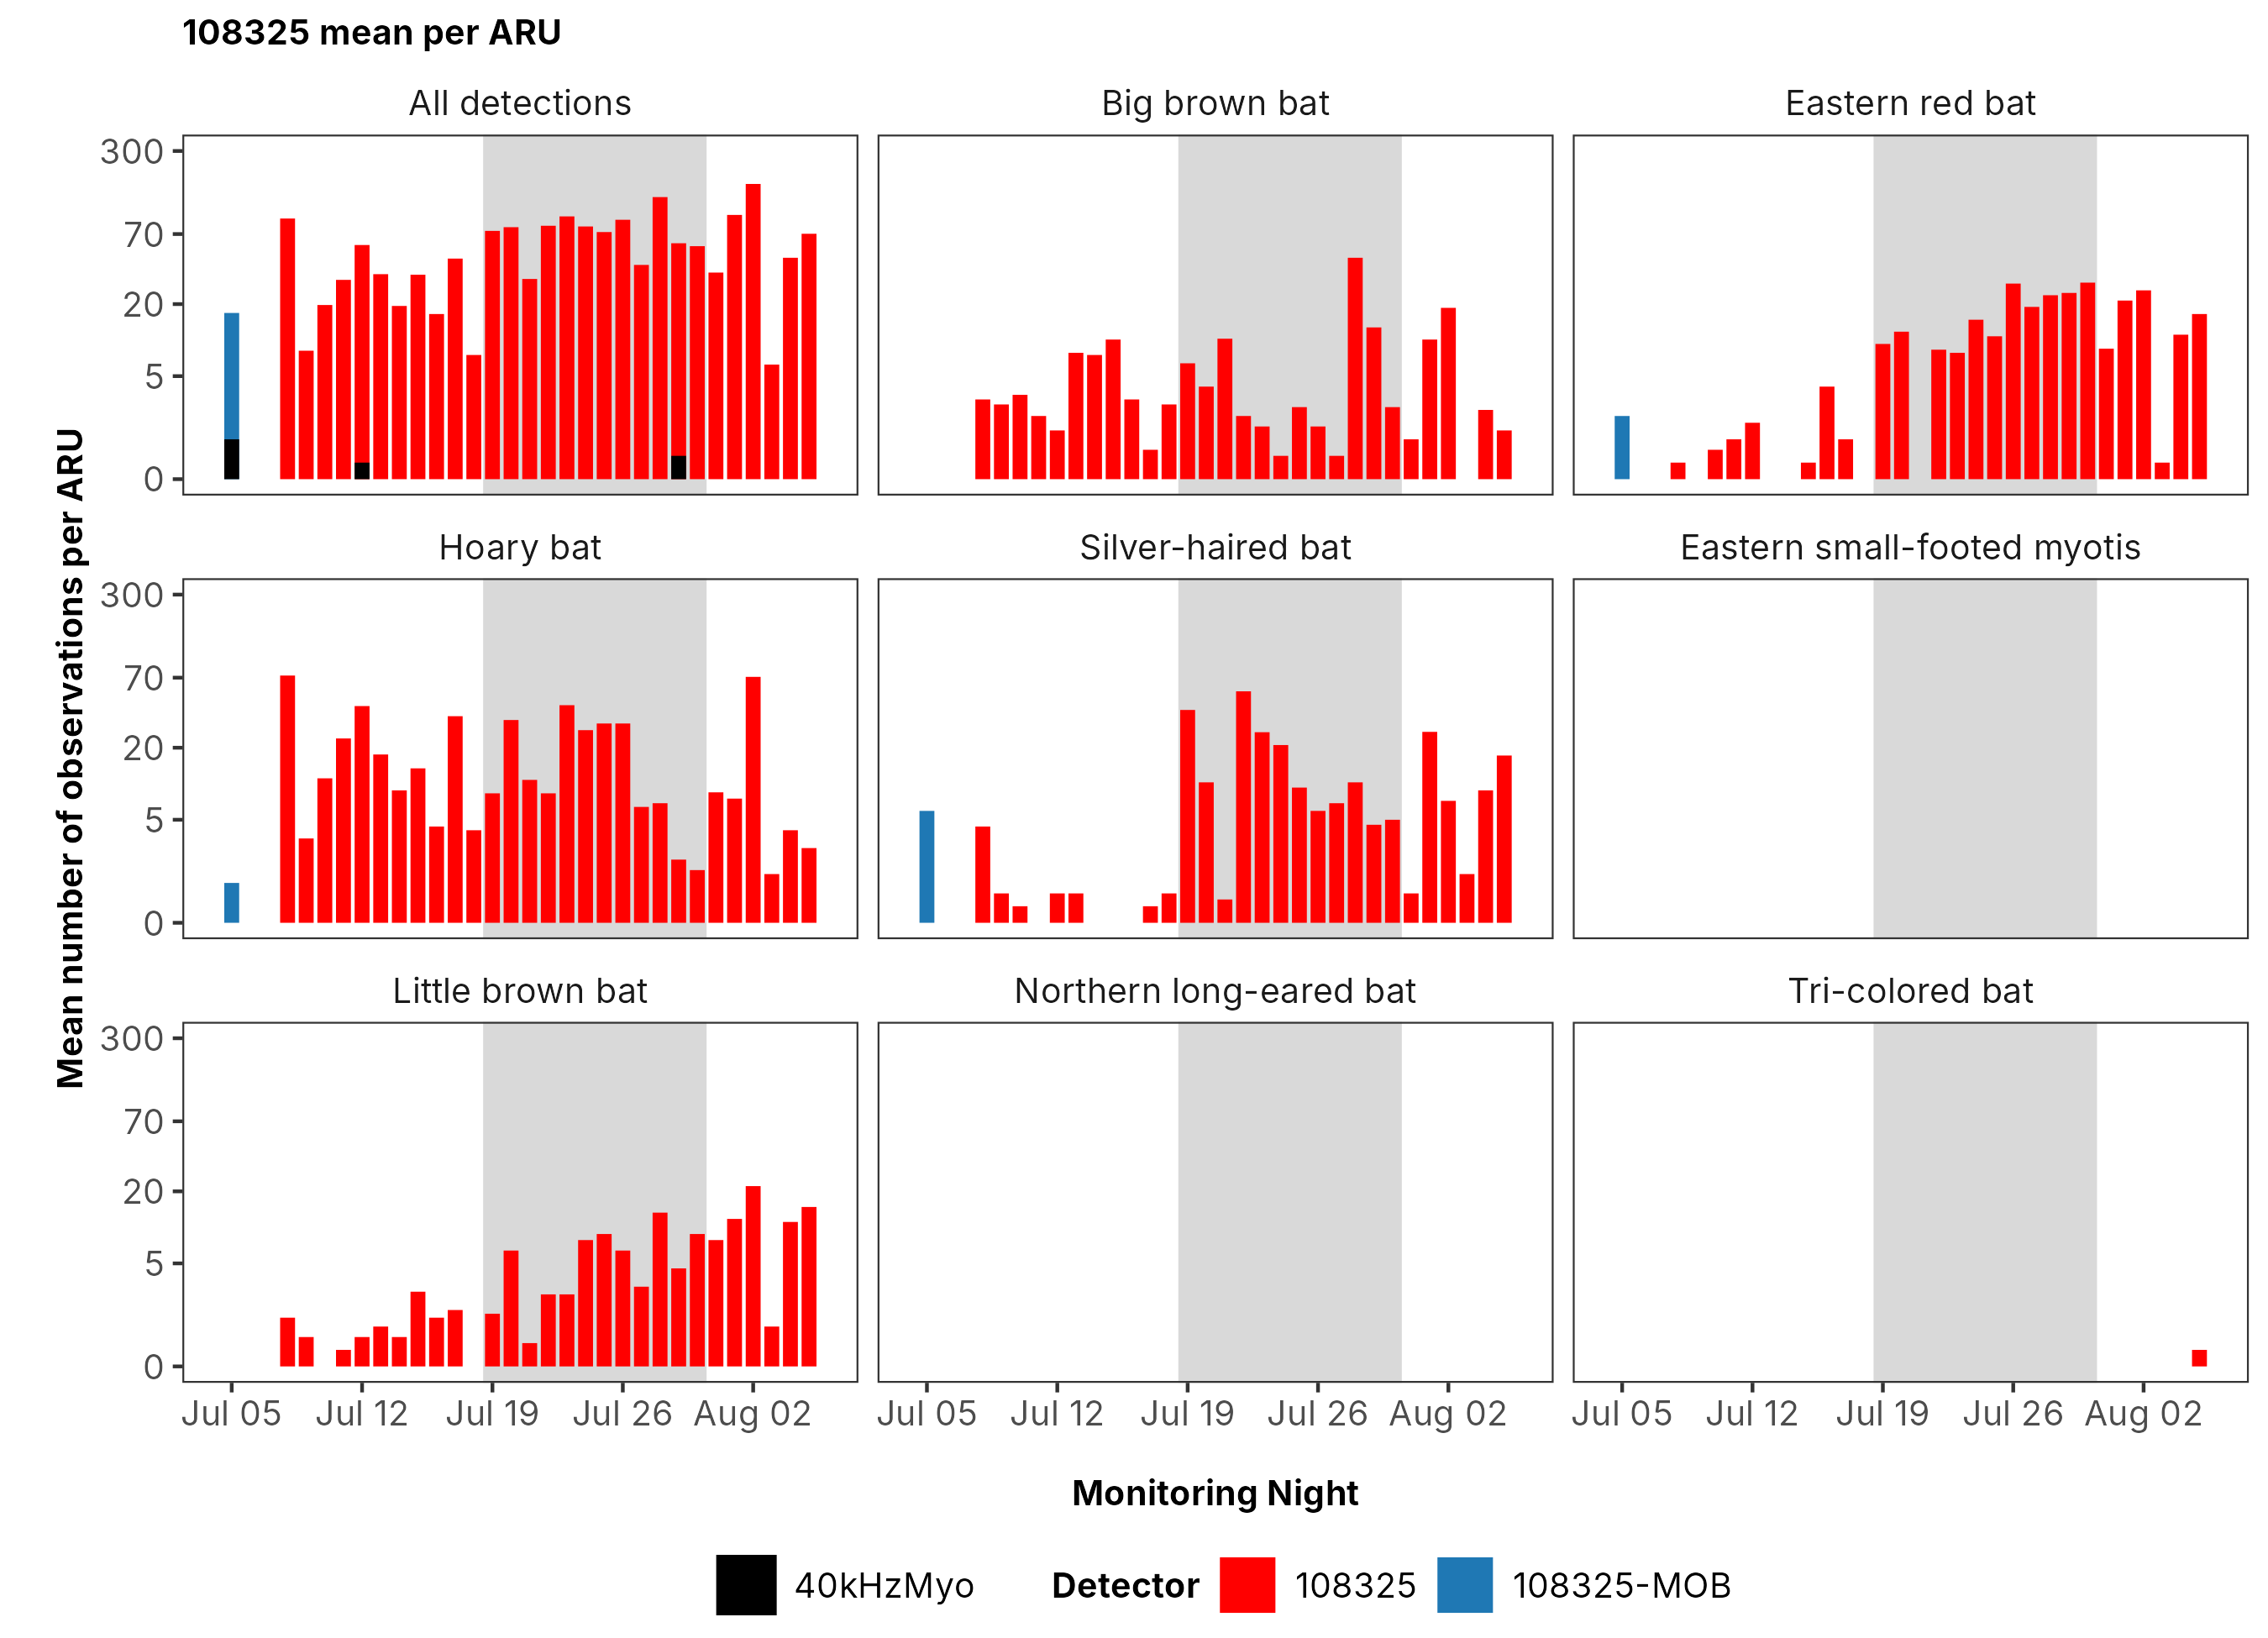 108325 mean per ARU
All detections
Big brown bat
Eastern red bat
300
70
20
5
0
Hoary bat
Silver-haired bat
Eastern small-footed myotis
300
70
20
5
0
Little brown bat
Northern long-eared bat
Tri-colored bat
300
70
20
5
0
Mean number of observations per ARU
Jul 05 Jul 12 Jul 19 Jul 26 Aug 02
Jul 05 Jul 12 Jul 19 Jul 26 Aug 02
Jul 05 Jul 12 Jul 19 Jul 26 Aug 02
Monitoring Night
40kHzMyo Detector 108325 108325-MOB